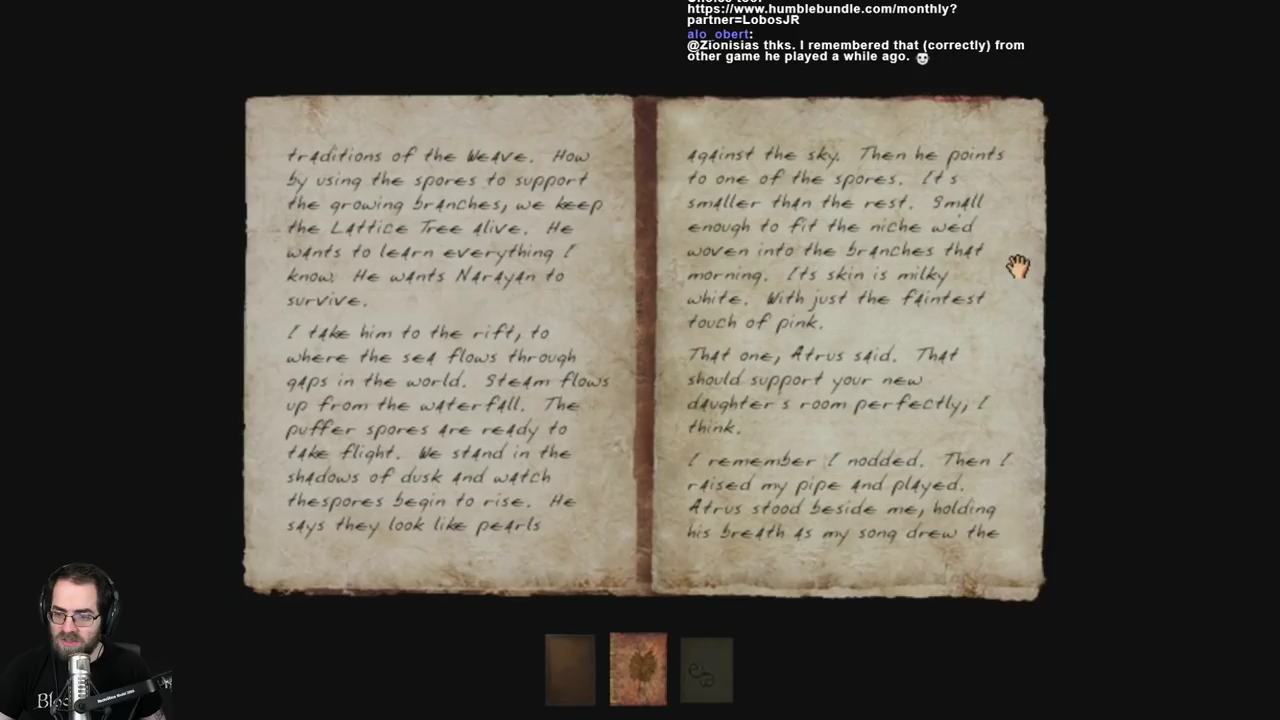 https://www.humblebundle.com/monthly?
partner=LobosJR
alo_obert:
@Zionisias thks. I remembered that (correctly) from
other game he played a while ago.
traditions of the Weave. How
by using the spores to support
the growing branches, we keep
the Lattice Tree alive. He
wants to learn everything I
know. He wants Narayan to
survive.
I take him to the rift, to
where the sea flows through
gaps in the world. Steam flows
up from the waterfall. The
puffer spores are ready to
take flight. We stand in the
shadows of dusk and watch
thespores begin to rise. He
says they look like pearls
against the sky. Then he points
to one of the spores. It's
smaller than the rest. Small
enough to fit the niche we'd
woven into the branches that
morning. Its skin is milky
white. With just the faintest
touch of pink.
That one, Atrus said. That
should support your new
daughter's room perfectly, I
think.
I remember I nodded. Then I
raised my pipe and played.
Atrus stood beside me, holding
his breath as my song drew the